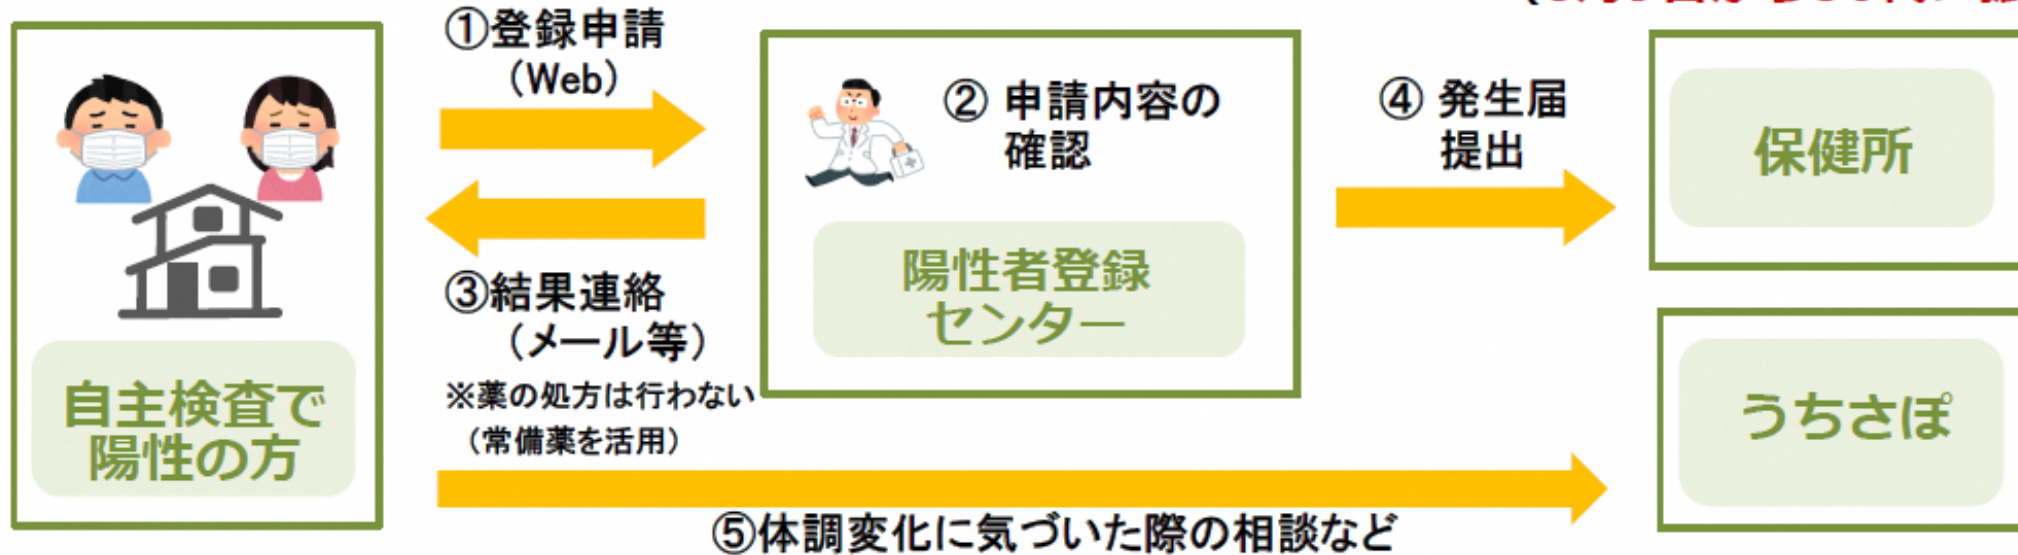 ①登録申請
（Web）
② 申請内容の
確認
④ 発生届
提出
保健所
陽性者登録
センター
③結果連絡
（メール等）
※薬の処方は行わない
（常備薬を活用）
自主検査で
陽性の方
うちさぽ
⑤体調変化に気づいた際の相談など